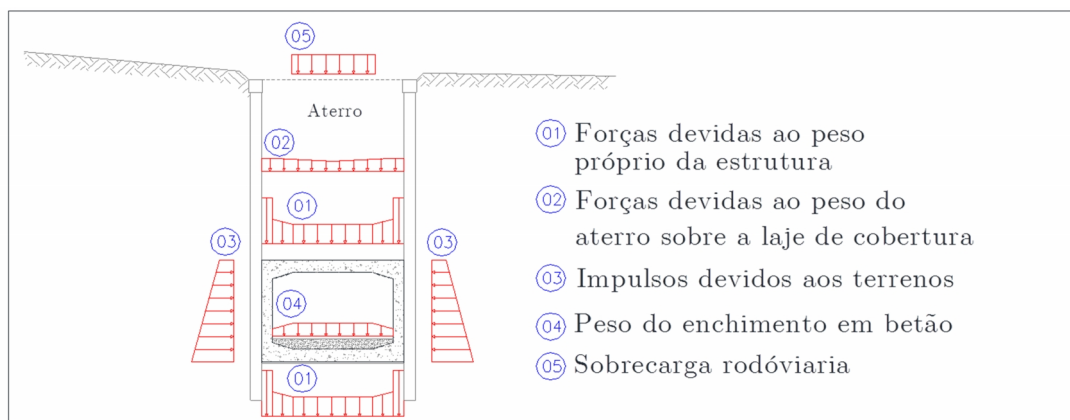 05
Aterro
02
01
03
03
04
01
01 Forças devidas ao peso
próprio da estrutura
02 Forças devidas ao peso do
aterro sobre a laje de cobertura
03 Impulsos devidos aos terrenos
04 Peso do enchimento em betão
05 Sobrecarga rodóviaria